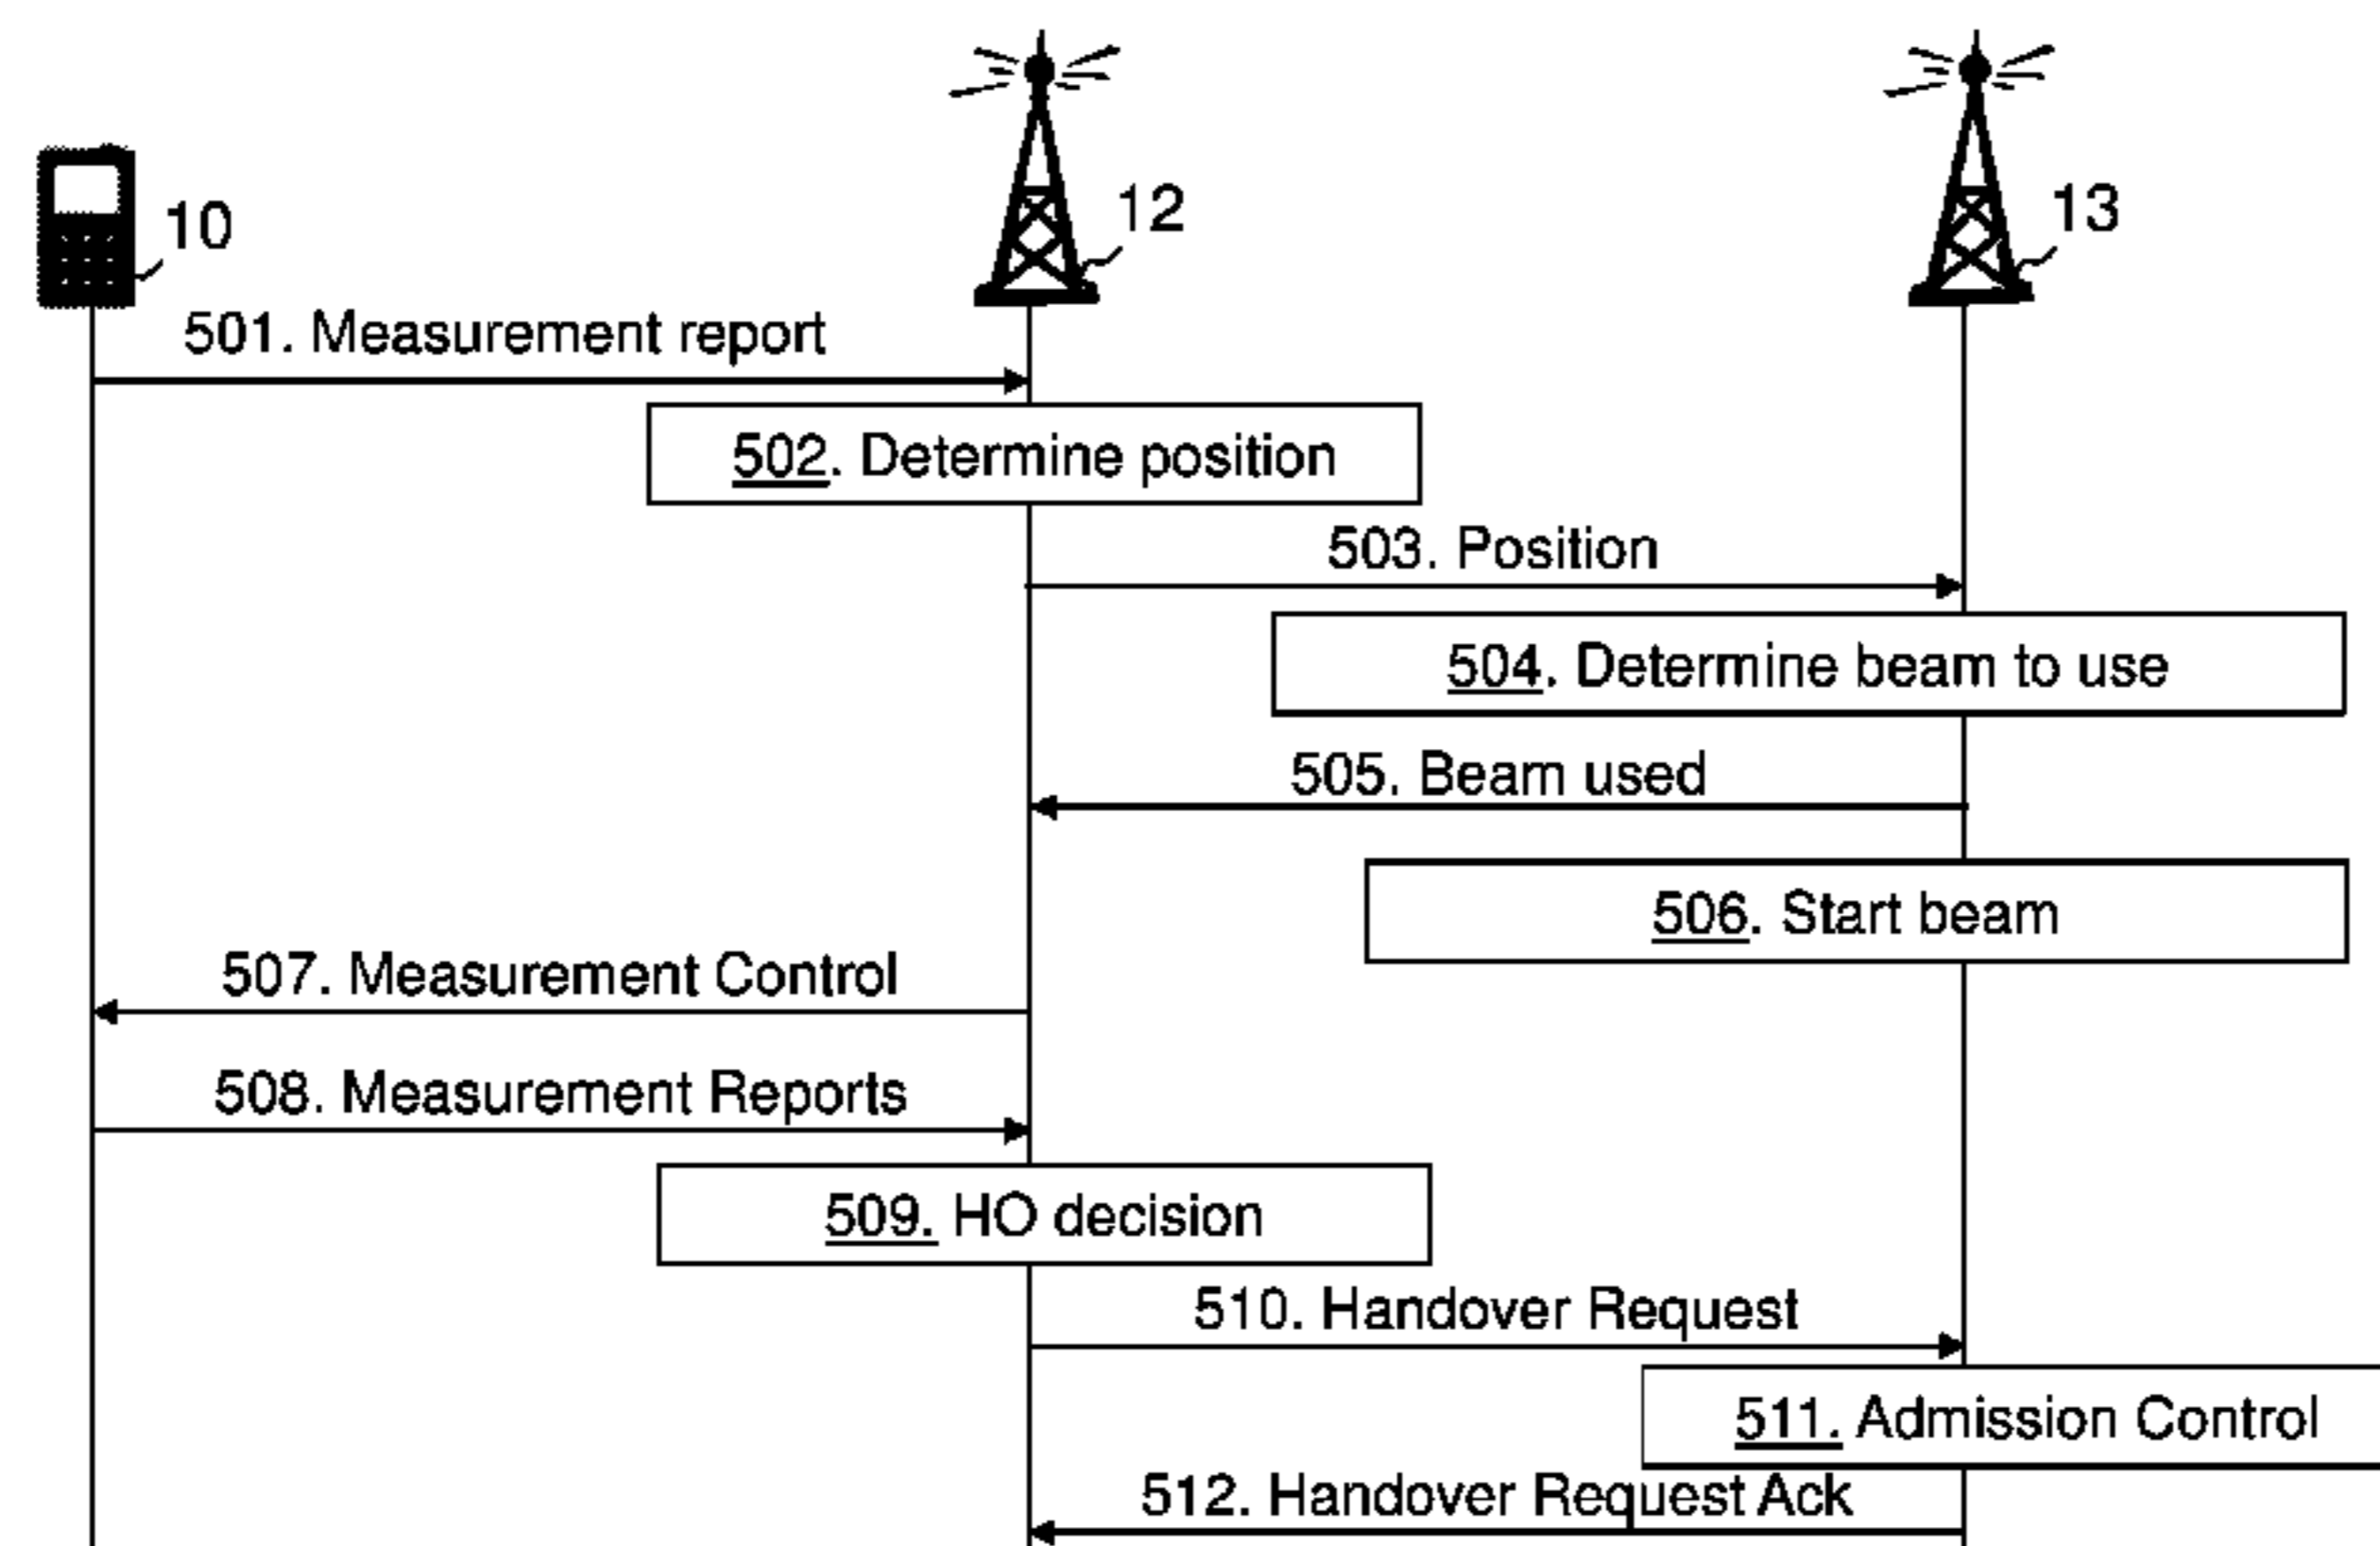 10
12
13
501. Measurement report
502. Determine position
503. Position
504. Determine beam to use
505. Beam used
506. Start beam
507. Measurement Control
508. Measurement Reports
509. HO decision
510. Handover Request
511. Admission Control
512. Handover Request Ack